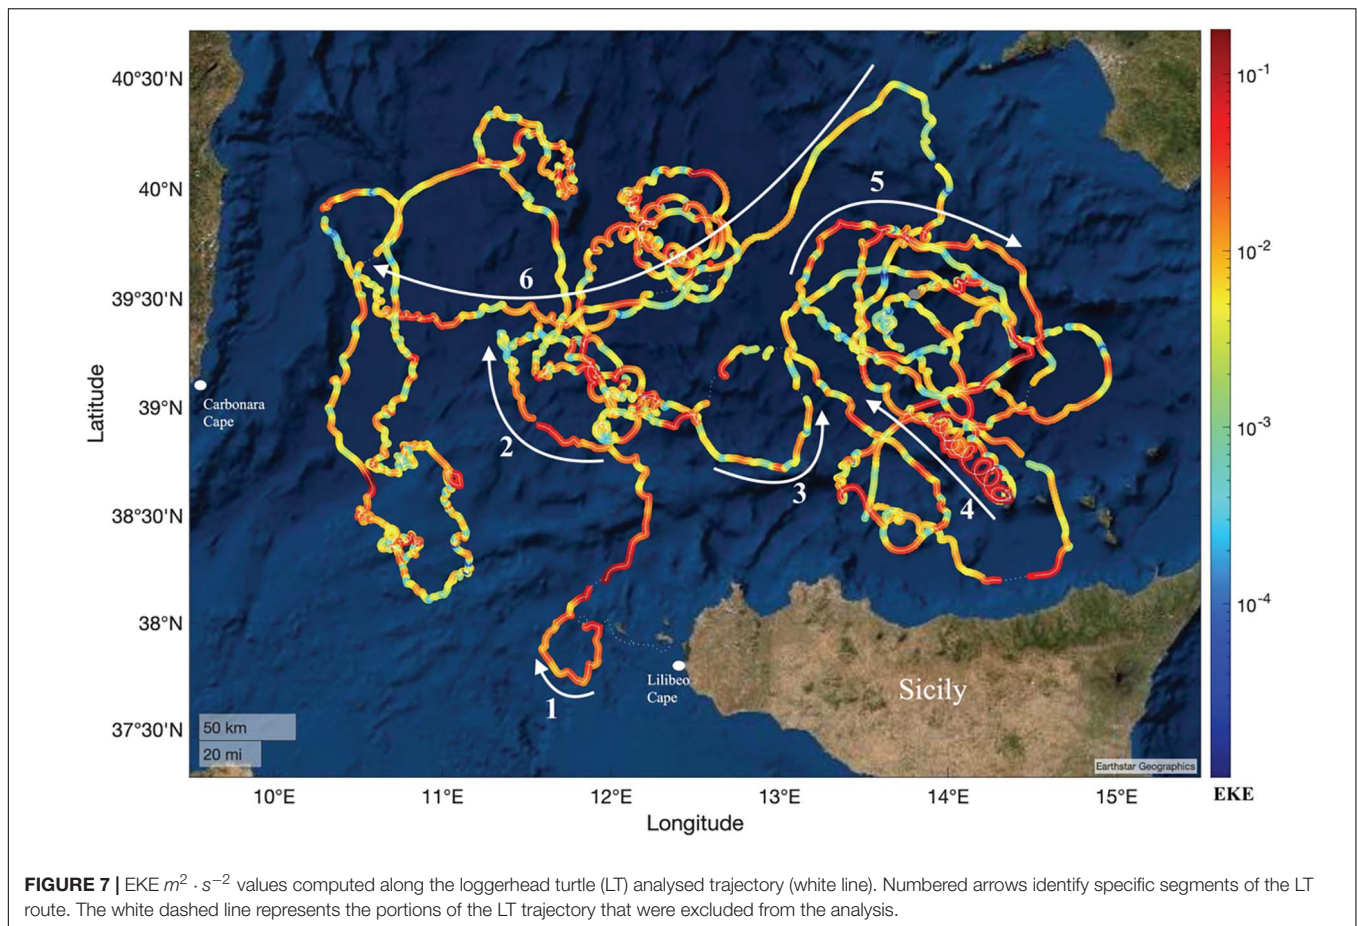 40°30'N
40°N
39°30'N
39°N
38°30'N
38°N
37°30'N
Latitude
10°E
11°E
12°E
13°E
14°E
15°E
Longitude
Carbonara
Cape
Lilibeo
Cape
Sicily
1
2
3
4
5
6
50 km
20 mi
Earthstar Geographics
10⁻¹
10⁻²
10⁻³
10⁻⁴
EKE
FIGURE 7 | EKE m² · s⁻² values computed along the loggerhead turtle (LT) analysed trajectory (white line). Numbered arrows identify specific segments of the LT
route. The white dashed line represents the portions of the LT trajectory that were excluded from the analysis.